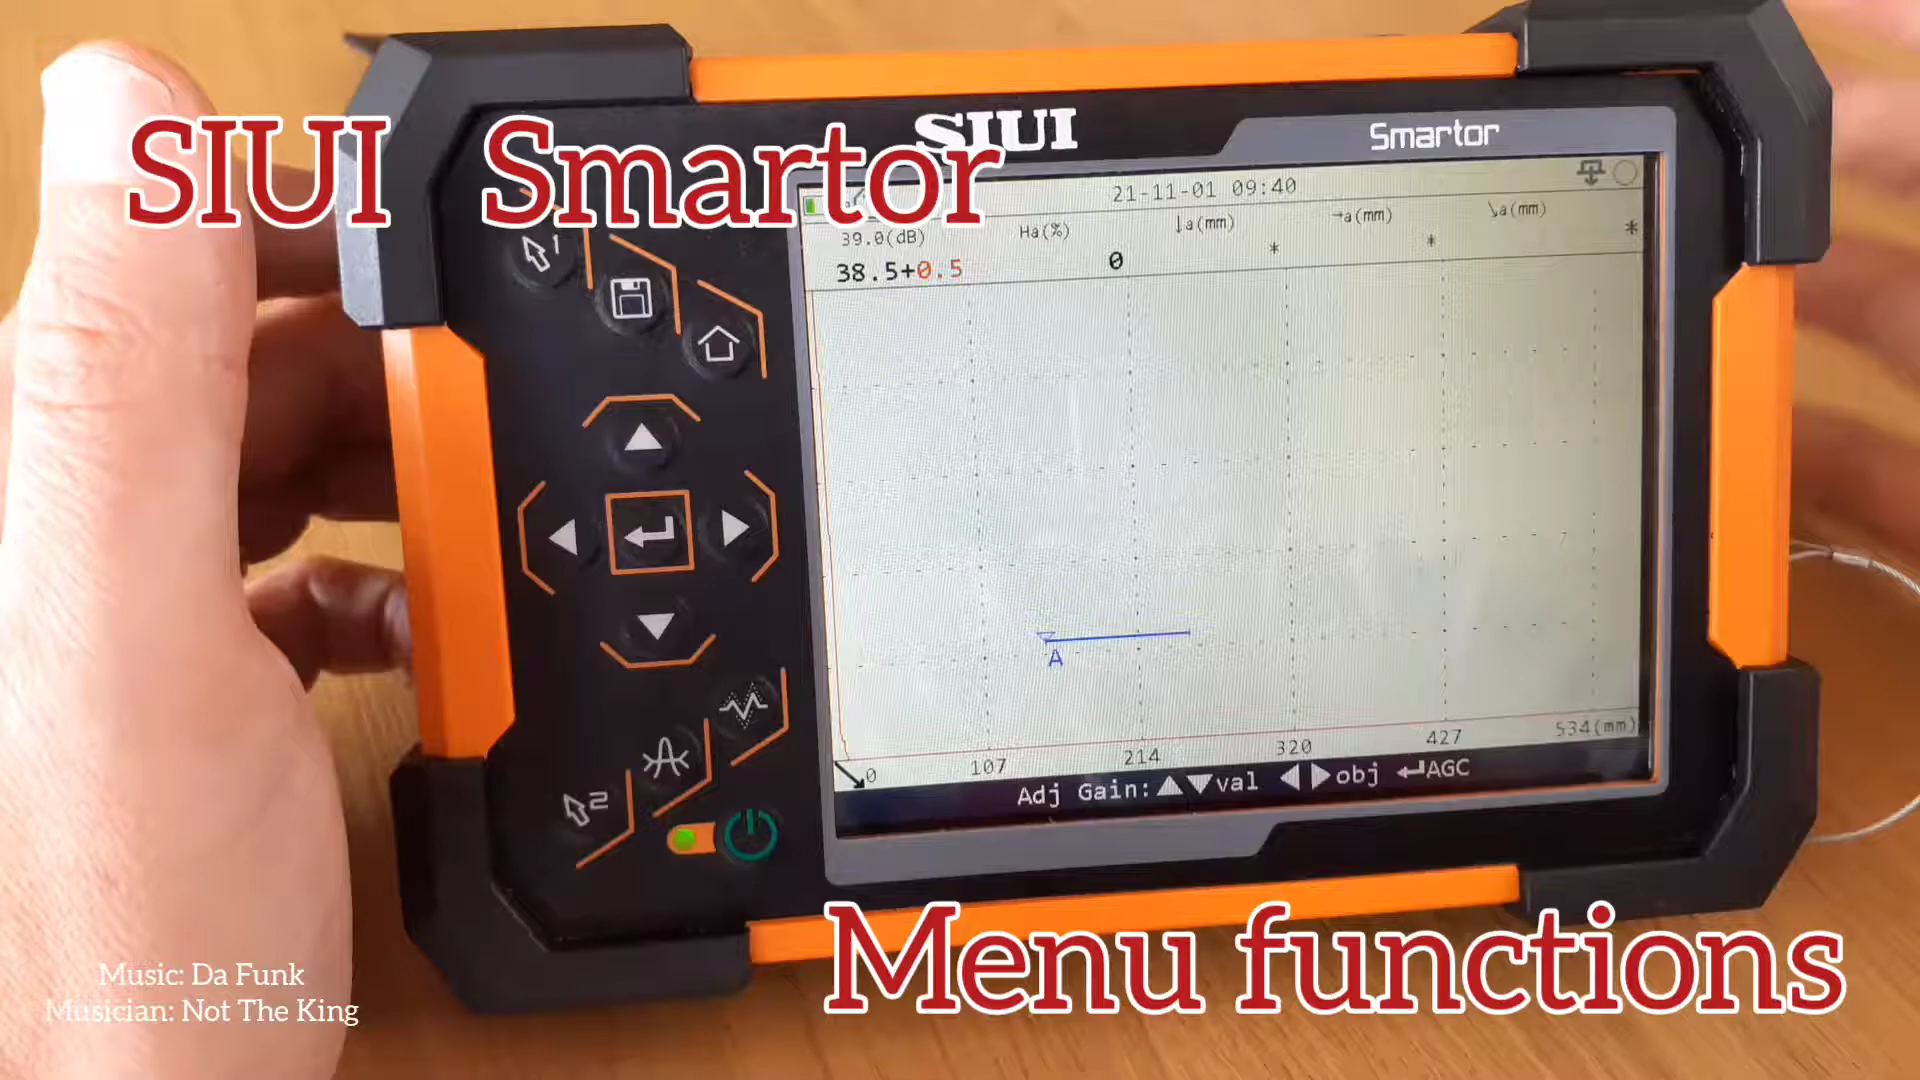 SIUI Smartor
SIUI
Smartor
21-11-01 09:40
39.0(dB) Ha(%) ↓a(mm) →a(mm) ↘a(mm)
38.5+0.5 0 * * *
1
A
0 107 214 320 427 534(mm)
Adj Gain:▲▼val ◀▶obj ↵AGC
2
Menu functions
Music: Da Funk
Musician: Not The King